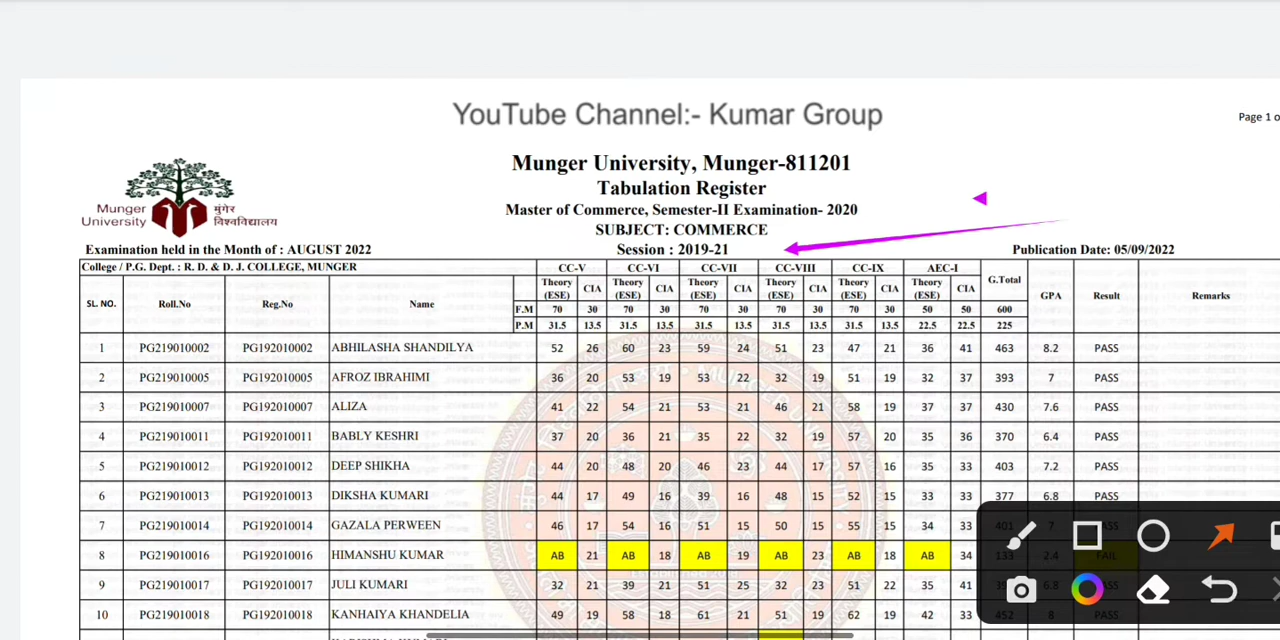 YouTube Channel:- Kumar Group
Page 1 o
Munger University, Munger-811201
Tabulation Register
Master of Commerce, Semester-II Examination- 2020
SUBJECT: COMMERCE
Session : 2019-21
Munger University
मुंगेर विश्वविद्यालय
Examination held in the Month of : AUGUST 2022
Publication Date: 05/09/2022
College / P.G. Dept. : R. D. & D. J. COLLEGE, MUNGER CC-V CC-VI CC-VII CC-VIII CC-IX AEC-I
SL. NO. Roll.No Reg.No Name Theory (ESE) CIA Theory (ESE) CIA Theory (ESE) CIA Theory (ESE) CIA Theory (ESE) CIA Theory (ESE) CIA G.Total GPA Result Remarks
F.M 70 30 70 30 70 30 70 30 70 30 50 50 600
P.M 31.5 13.5 31.5 13.5 31.5 13.5 31.5 13.5 31.5 13.5 22.5 22.5 225
1 PG219010002 PG192010002 ABHILASHA SHANDILYA 52 26 60 23 59 24 51 23 47 21 36 41 463 8.2 PASS
2 PG219010005 PG192010005 AFROZ IBRAHIMI 36 20 53 19 53 22 32 19 51 19 32 37 393 7 PASS
3 PG219010007 PG192010007 ALIZA 41 22 54 21 53 21 46 21 58 19 37 37 430 7.6 PASS
4 PG219010011 PG192010011 BABLY KESHRI 37 20 36 21 35 22 32 19 57 20 35 36 370 6.4 PASS
5 PG219010012 PG192010012 DEEP SHIKHA 44 20 48 20 46 23 44 17 57 16 35 33 403 7.2 PASS
6 PG219010013 PG192010013 DIKSHA KUMARI 44 17 49 16 39 16 48 15 52 15 33 33 377 6.8 PASS
7 PG219010014 PG192010014 GAZALA PERWEEN 46 17 54 16 51 15 50 15 55 15 34 33 401 7
8 PG219010016 PG192010016 HIMANSHU KUMAR AB 21 AB 18 AB 19 AB 23 AB 18 AB 34 133 2.4 FAIL
9 PG219010017 PG192010017 JULI KUMARI 32 21 39 21 51 25 32 23 51 22 35 41 6.8
10 PG219010018 PG192010018 KANHAIYA KHANDELIA 49 19 58 18 61 21 51 19 62 19 42 33 452 8 PASS